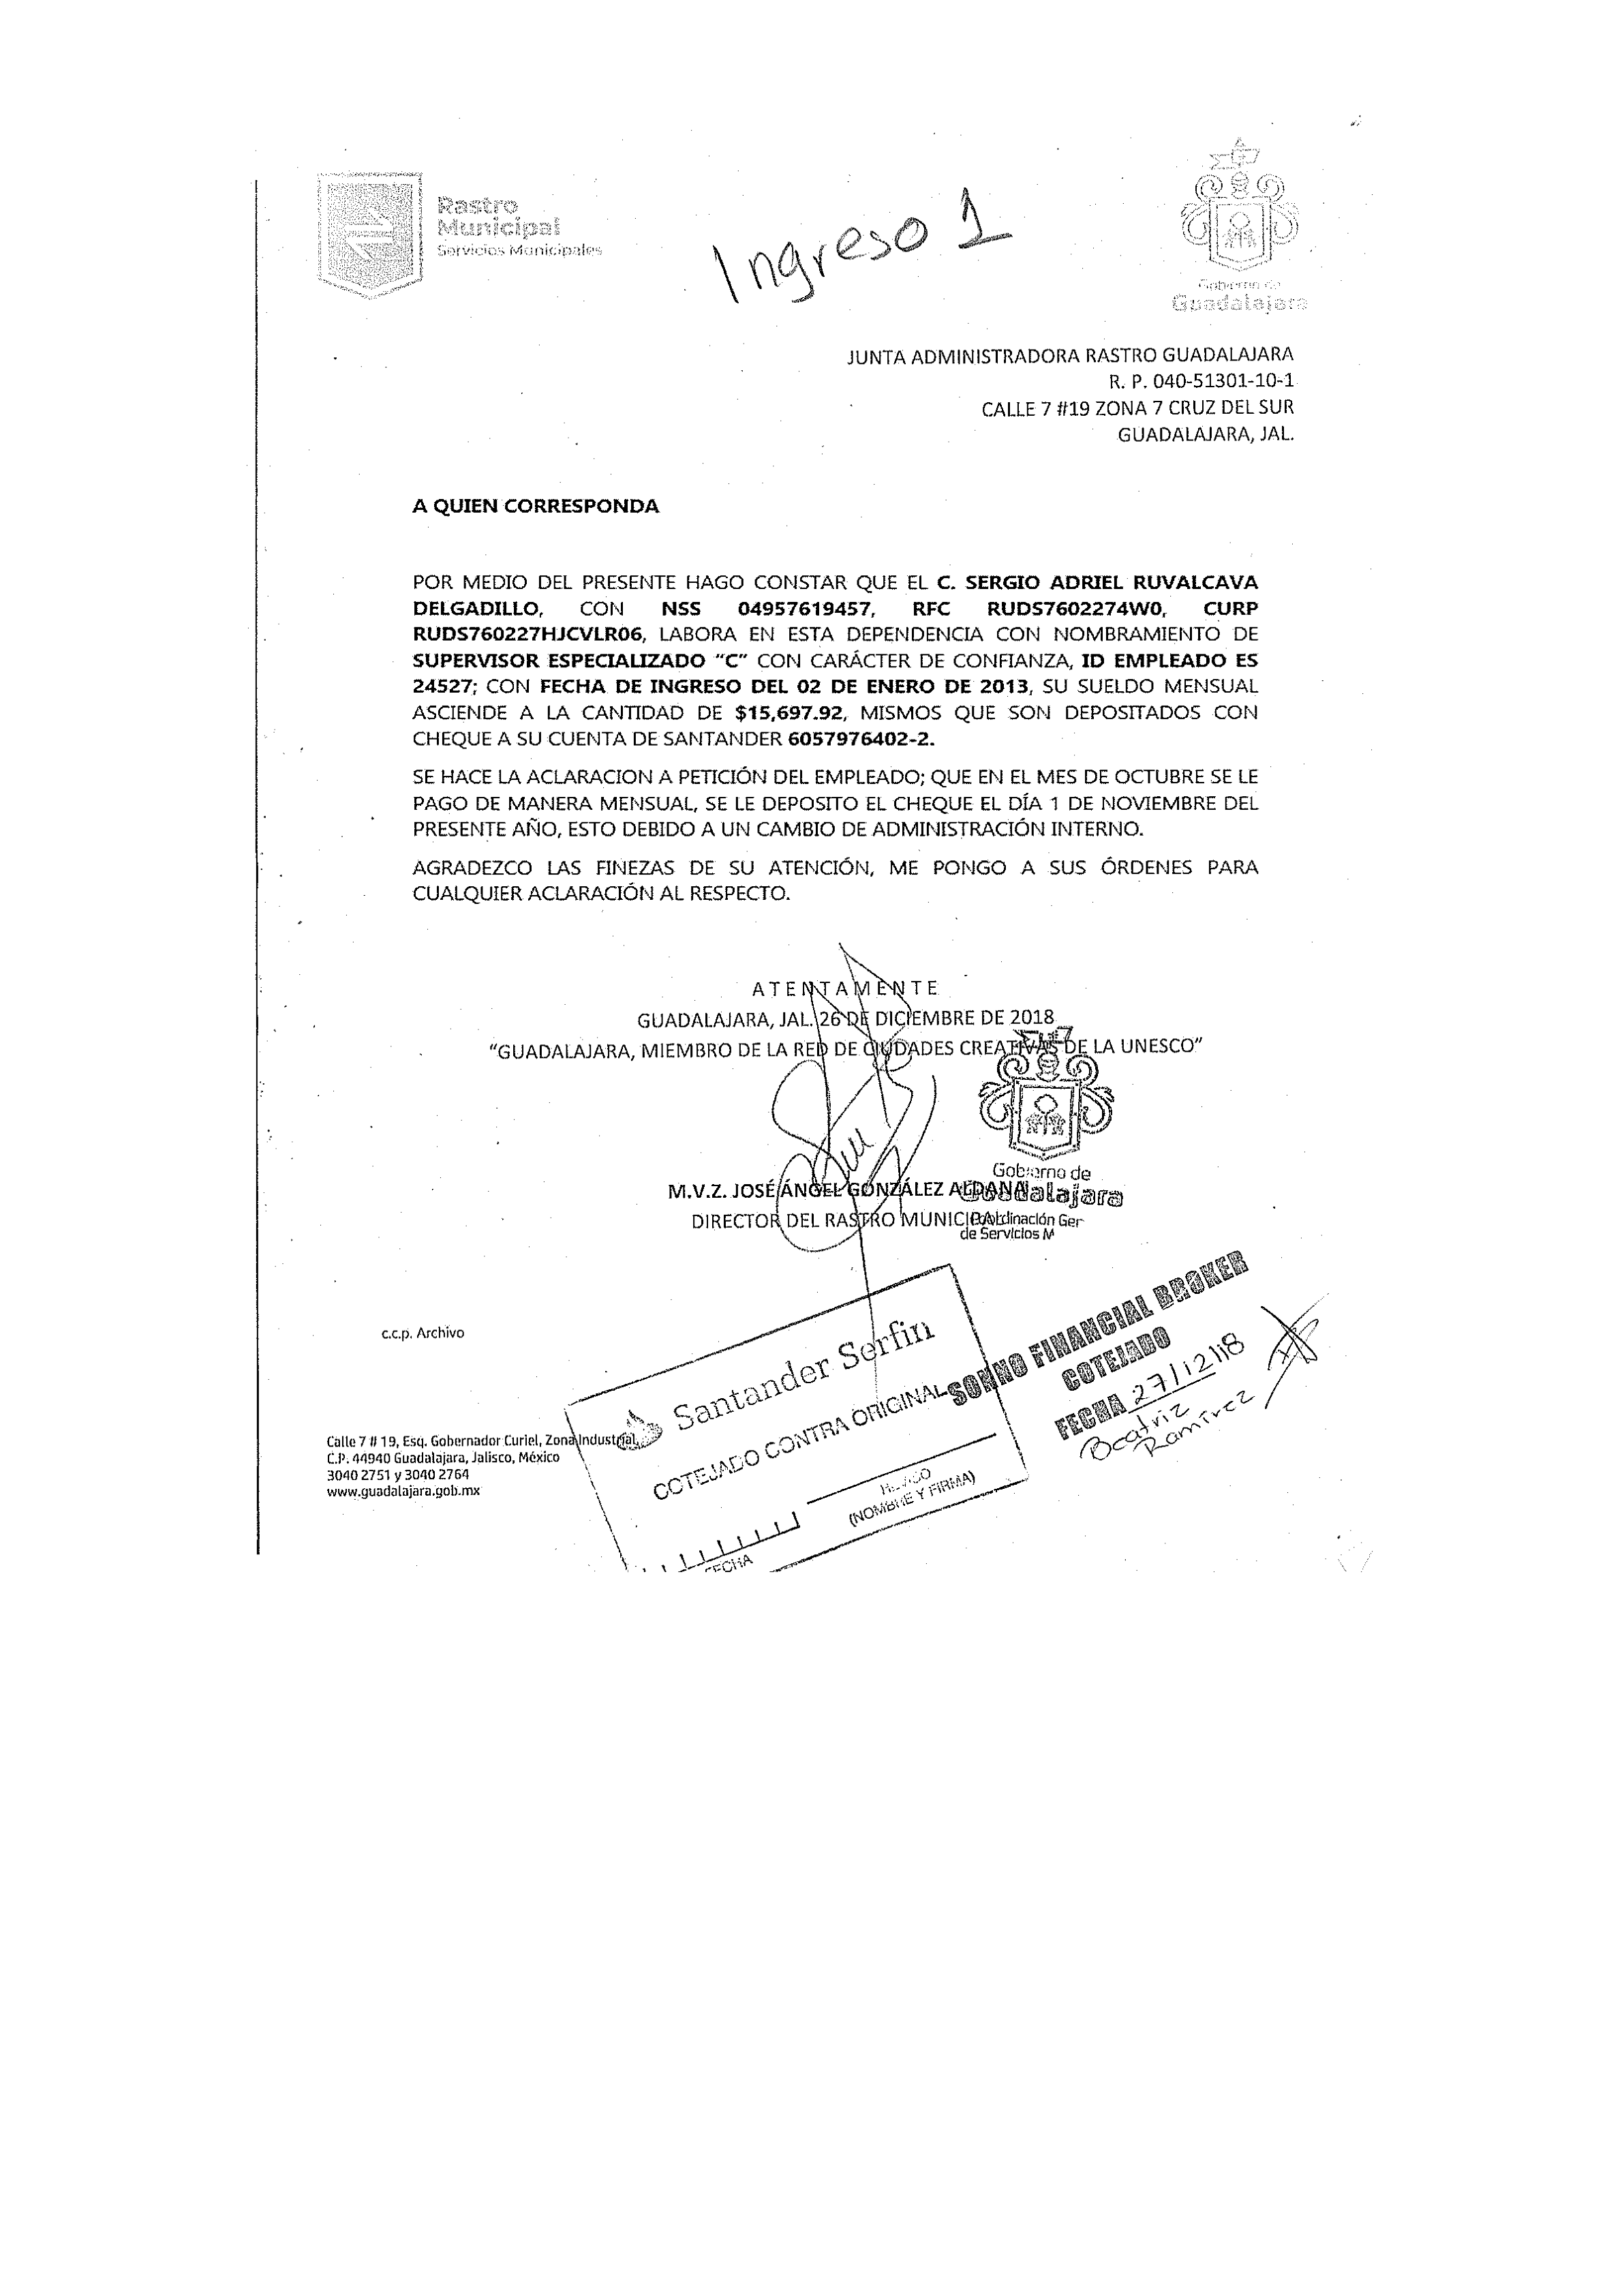 Rastro
Municipal
Servicios Municipales
Ingreso 1
Gobierno de
Guadalajara
JUNTA ADMINISTRADORA RASTRO GUADALAJARA
R. P. 040-51301-10-1
CALLE 7 #19 ZONA 7 CRUZ DEL SUR
GUADALAJARA, JAL.
A QUIEN CORRESPONDA
POR MEDIO DEL PRESENTE HAGO CONSTAR QUE EL C. SERGIO ADRIEL RUVALCAVA
DELGADILLO, CON NSS 04957619457, RFC RUDS7602274W0, CURP
RUDS760227HJCVLR06, LABORA EN ESTA DEPENDENCIA CON NOMBRAMIENTO DE
SUPERVISOR ESPECIALIZADO "C" CON CARÁCTER DE CONFIANZA, ID EMPLEADO ES
24527; CON FECHA DE INGRESO DEL 02 DE ENERO DE 2013, SU SUELDO MENSUAL
ASCIENDE A LA CANTIDAD DE $15,697.92, MISMOS QUE SON DEPOSITADOS CON
CHEQUE A SU CUENTA DE SANTANDER 6057976402-2.
SE HACE LA ACLARACION A PETICIÓN DEL EMPLEADO; QUE EN EL MES DE OCTUBRE SE LE
PAGO DE MANERA MENSUAL, SE LE DEPOSITO EL CHEQUE EL DÍA 1 DE NOVIEMBRE DEL
PRESENTE AÑO, ESTO DEBIDO A UN CAMBIO DE ADMINISTRACIÓN INTERNO.
AGRADEZCO LAS FINEZAS DE SU ATENCIÓN, ME PONGO A SUS ÓRDENES PARA
CUALQUIER ACLARACIÓN AL RESPECTO.
ATENTAMENTE
GUADALAJARA, JAL. 26 DE DICIEMBRE DE 2018
"GUADALAJARA, MIEMBRO DE LA RED DE CIUDADES CREATIVAS DE LA UNESCO"
Gobierno de
Guadalajara
Coordinación Ger
de Servicios M
M.V.Z. JOSÉ ÁNGEL GONZÁLEZ ALDANA
DIRECTOR DEL RASTRO MUNICIPAL
c.c.p. Archivo
Santander Serfin
COTEJADO CONTRA ORIGINAL
(NOMBRE Y FIRMA)
FECHA
SONNO FINANCIAL BROKER
COTEJADO
FECHA 27/12/18
Beatriz
Ramírez
Calle 7 # 19, Esq. Gobernador Curiel, Zona Industrial,
C.P. 44940 Guadalajara, Jalisco, México
3040 2751 y 3040 2764
www.guadalajara.gob.mx